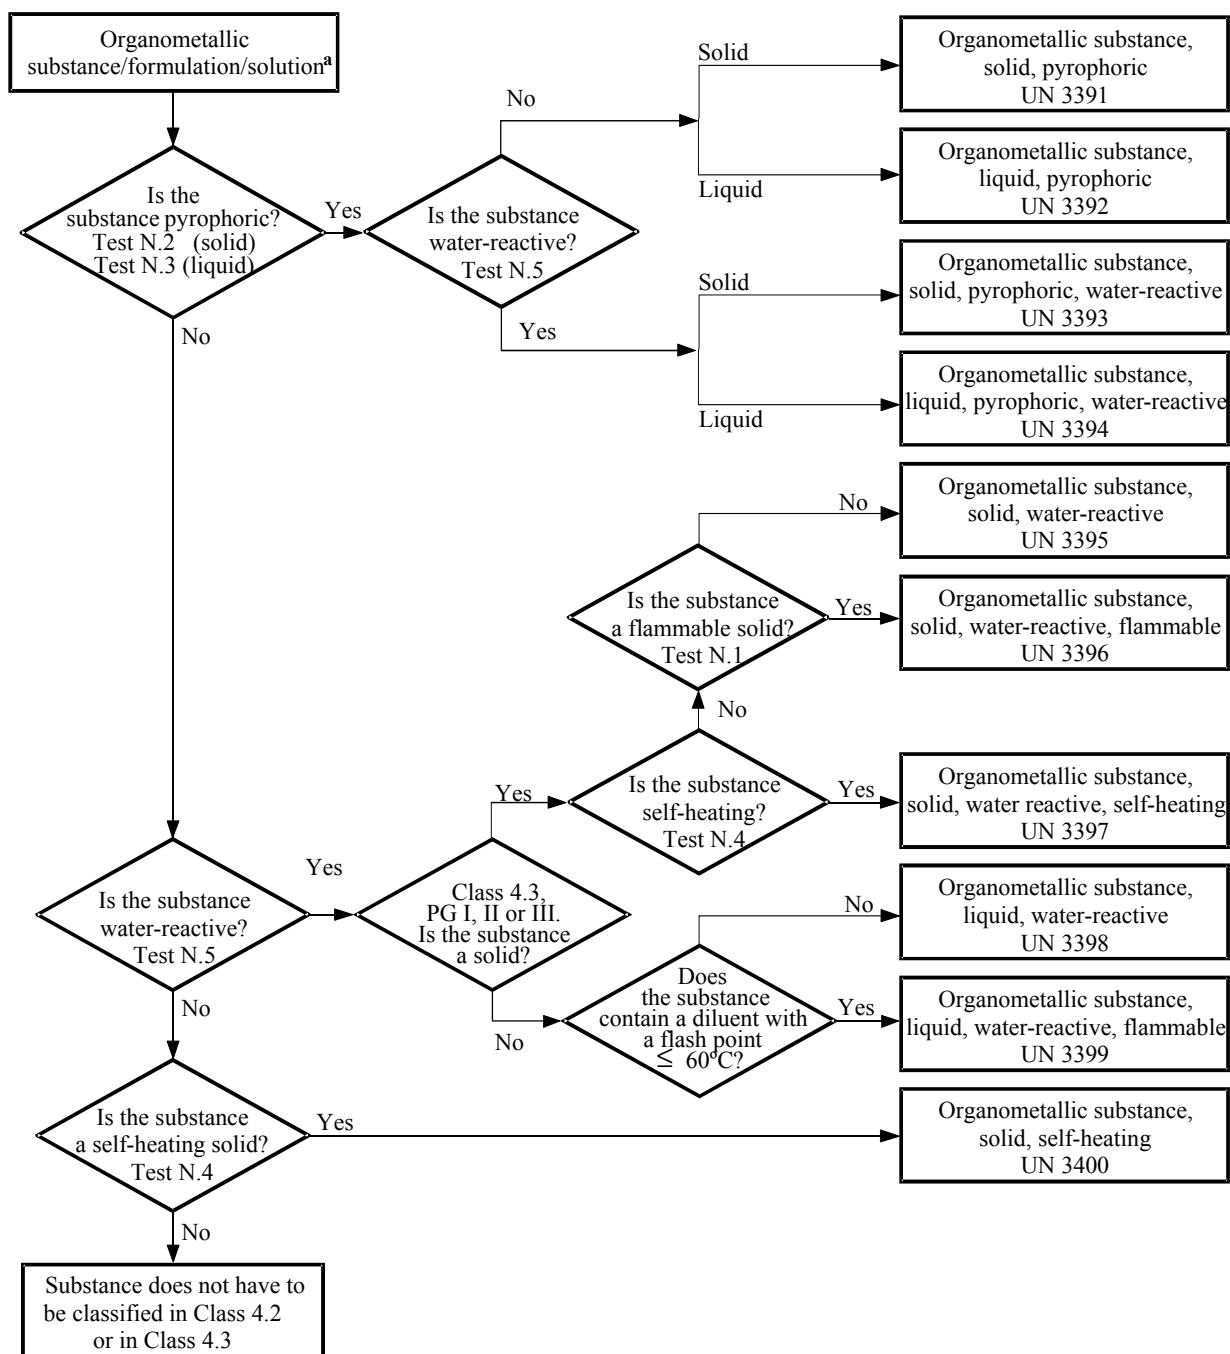 Organometallic
substance/formulation/solutionᵃ
Is the
substance pyrophoric?
Test N.2 (solid)
Test N.3 (liquid)
Yes
No
Is the substance
water-reactive?
Test N.5
No
Yes
Solid
Liquid
Solid
Liquid
Organometallic substance,
solid, pyrophoric
UN 3391
Organometallic substance,
liquid, pyrophoric
UN 3392
Organometallic substance,
solid, pyrophoric, water-reactive
UN 3393
Organometallic substance,
liquid, pyrophoric, water-reactive
UN 3394
No
Organometallic substance,
solid, water-reactive
UN 3395
Is the substance
a flammable solid?
Test N.1
Yes
Organometallic substance,
solid, water-reactive, flammable
UN 3396
No
Is the substance
self-heating?
Test N.4
Yes
Yes
Organometallic substance,
solid, water reactive, self-heating
UN 3397
Is the substance
water-reactive?
Test N.5
Yes
Class 4.3,
PG I, II or III.
Is the substance
a solid?
No
Organometallic substance,
liquid, water-reactive
UN 3398
No
No
Does
the substance
contain a diluent with
a flash point
≤ 60ºC?
Yes
Organometallic substance,
liquid, water-reactive, flammable
UN 3399
Is the substance
a self-heating solid?
Test N.4
Yes
Organometallic substance,
solid, self-heating
UN 3400
No
Substance does not have to
be classified in Class 4.2
or in Class 4.3